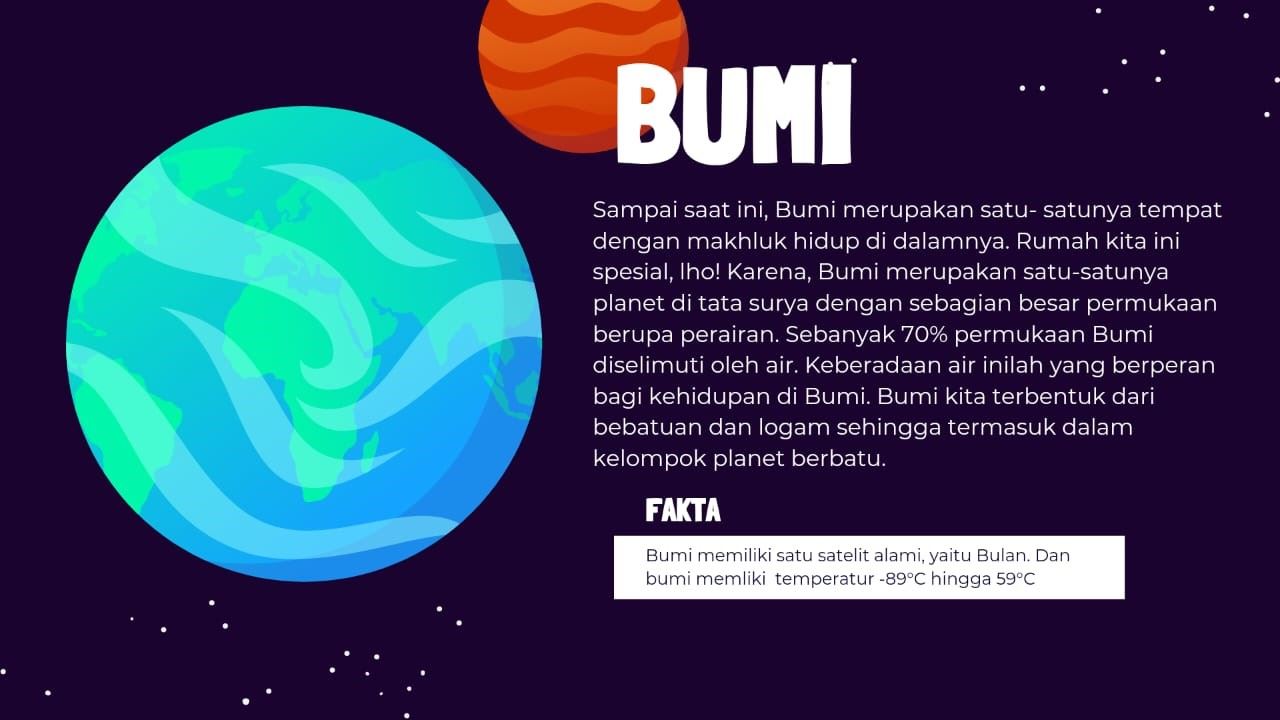 BUMI
Sampai saat ini, Bumi merupakan satu- satunya tempat
dengan makhluk hidup di dalamnya. Rumah kita ini
spesial, lho! Karena, Bumi merupakan satu-satunya
planet di tata surya dengan sebagian besar permukaan
berupa perairan. Sebanyak 70% permukaan Bumi
diselimuti oleh air. Keberadaan air inilah yang berperan
bagi kehidupan di Bumi. Bumi kita terbentuk dari
bebatuan dan logam sehingga termasuk dalam
kelompok planet berbatu.
FAKTA
Bumi memiliki satu satelit alami, yaitu Bulan. Dan
bumi memliki  temperatur -89°C hingga 59°C